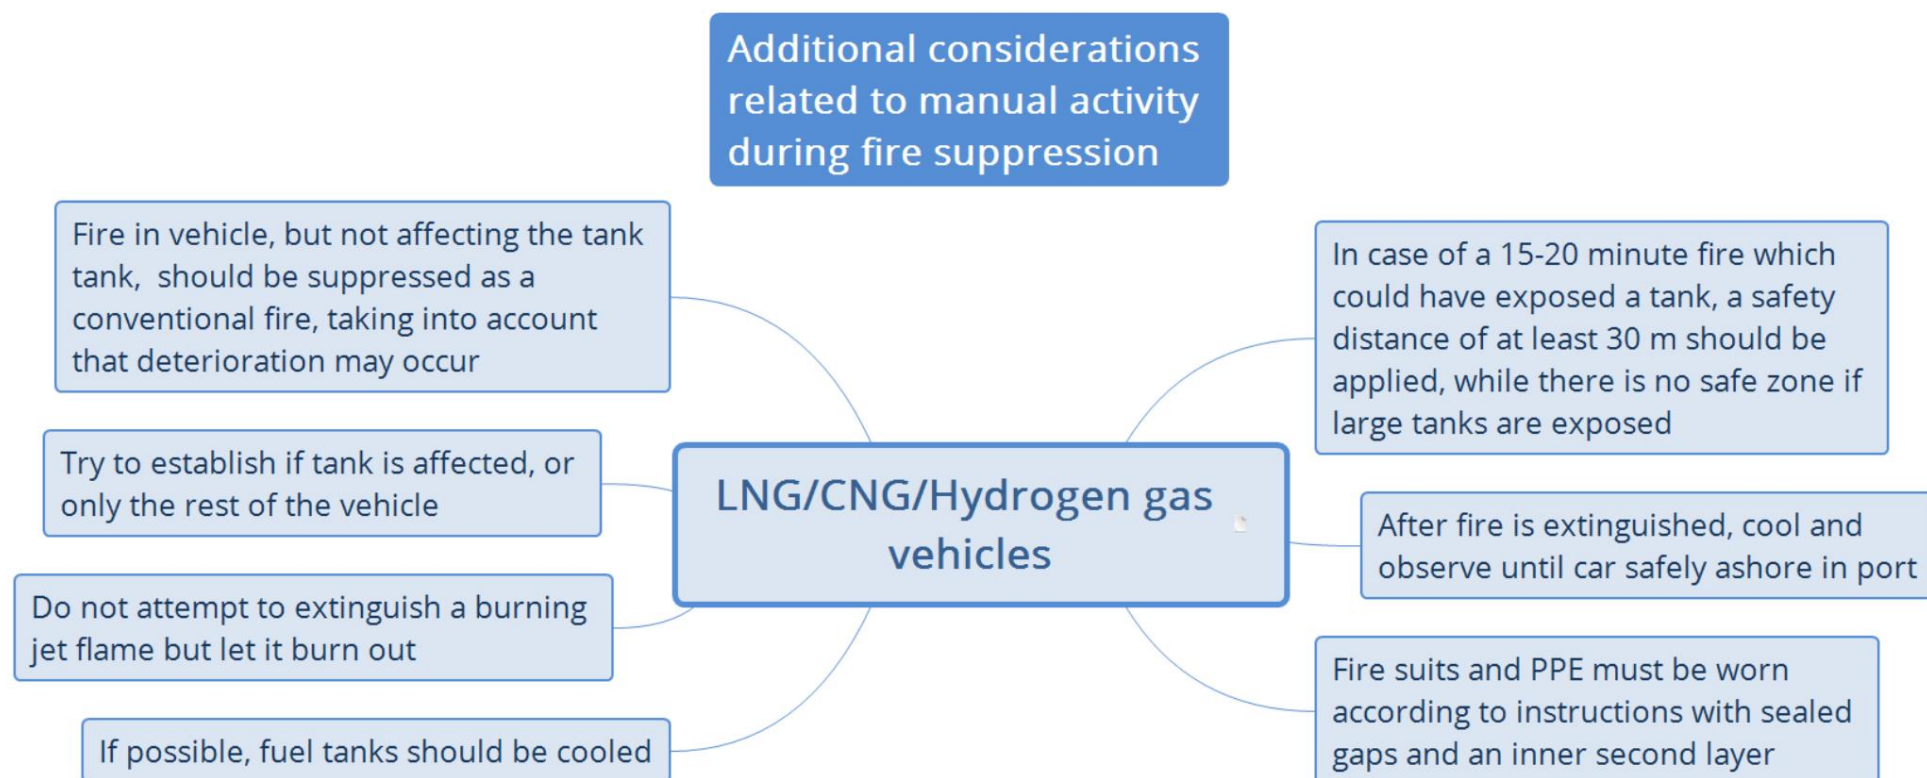 Additional considerations
related to manual activity
during fire suppression
Fire in vehicle, but not affecting the tank
tank,  should be suppressed as a
conventional fire, taking into account
that deterioration may occur
Try to establish if tank is affected, or
only the rest of the vehicle
Do not attempt to extinguish a burning
jet flame but let it burn out
If possible, fuel tanks should be cooled
LNG/CNG/Hydrogen gas
vehicles
In case of a 15-20 minute fire which
could have exposed a tank, a safety
distance of at least 30 m should be
applied, while there is no safe zone if
large tanks are exposed
After fire is extinguished, cool and
observe until car safely ashore in port
Fire suits and PPE must be worn
according to instructions with sealed
gaps and an inner second layer